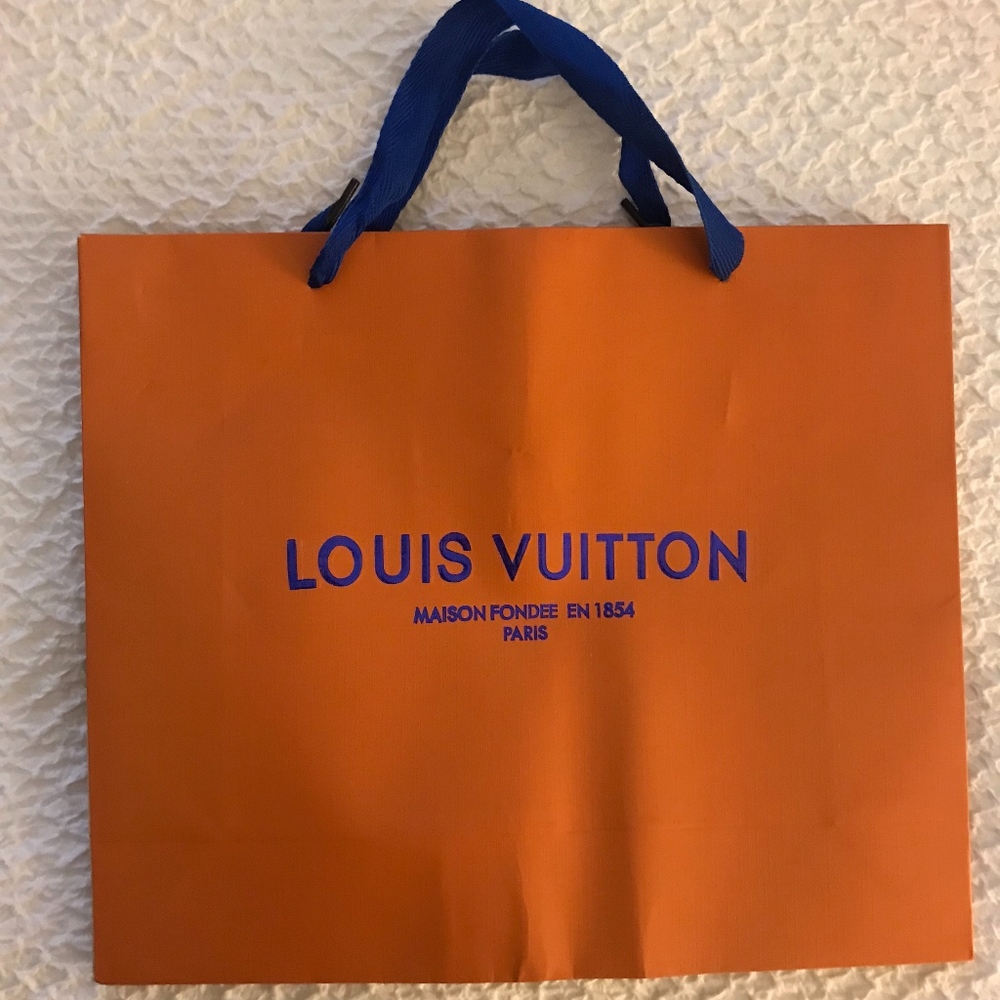 LOUIS VUITTON
MAISON FONDEE EN 1854
PARIS